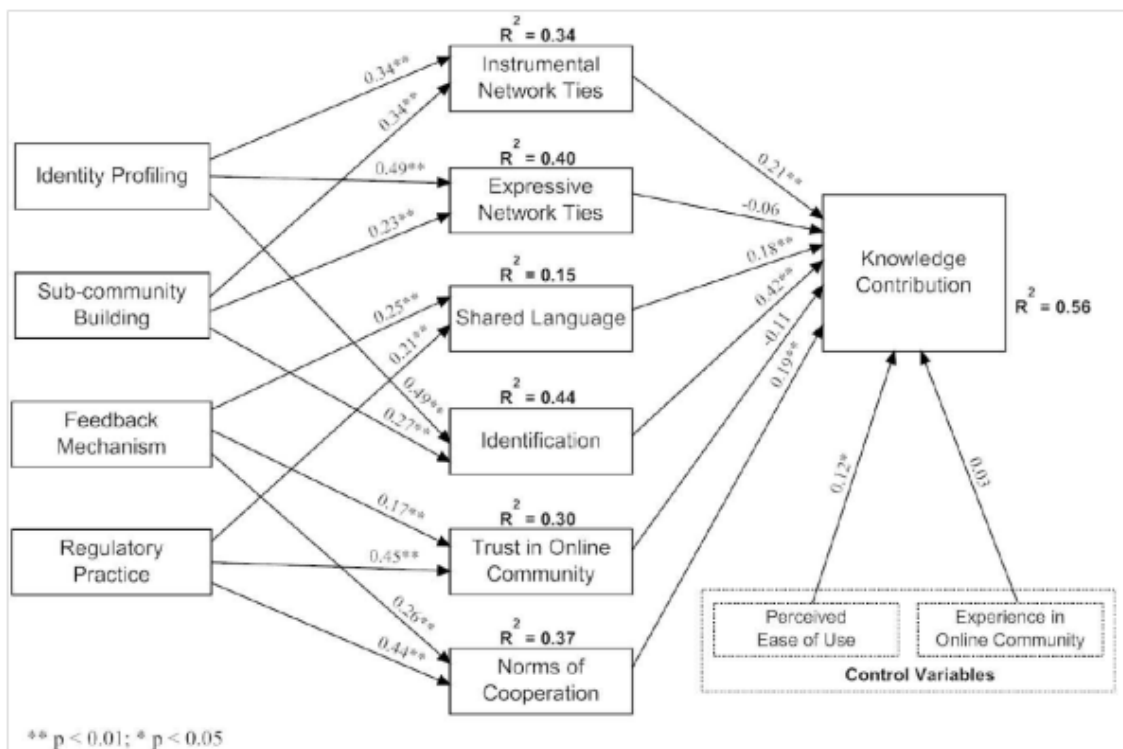 R² = 0.34
Instrumental
Network Ties
0.34**
0.34**
Identity Profiling
R² = 0.40
Expressive
Network Ties
0.49**
0.23**
0.21**
-0.06
Knowledge
Contribution
R² = 0.56
Sub-community
Building
R² = 0.15
Shared Language
0.25**
0.21**
0.18**
0.42**
-0.11
0.19**
Feedback
Mechanism
R² = 0.44
Identification
0.49**
0.27**
Regulatory
Practice
R² = 0.30
Trust in Online
Community
0.17**
0.45**
0.12*
0.03
R² = 0.37
Norms of
Cooperation
0.26**
0.44**
Perceived
Ease of Use
Experience in
Online Community
Control Variables
** p < 0.01; * p < 0.05